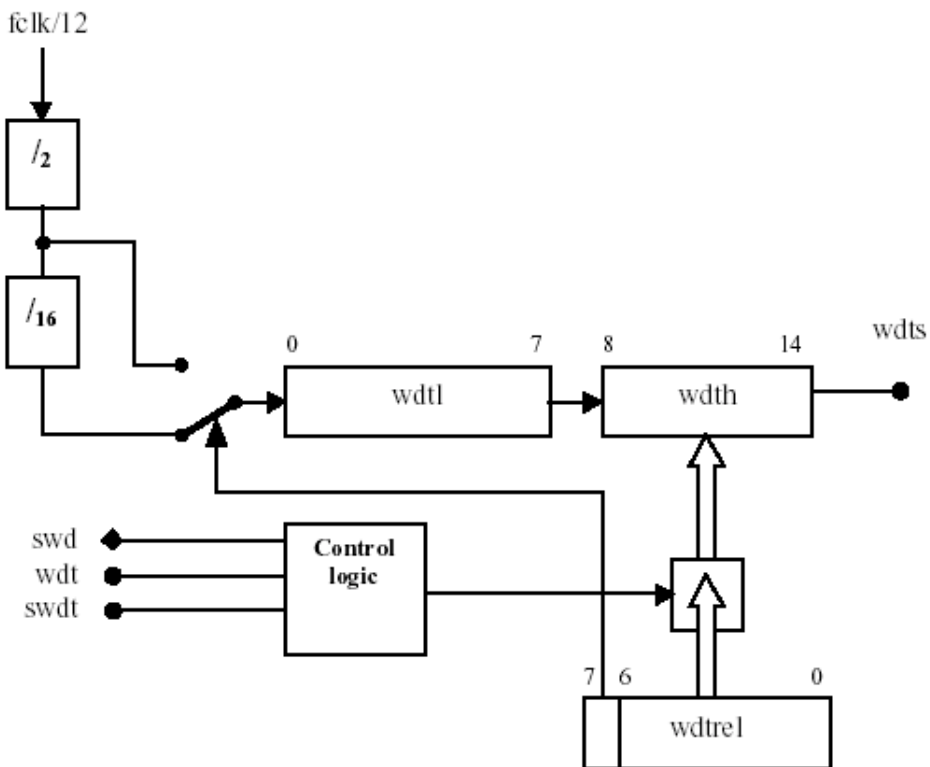 fclk/12
/2
/16
0 7 8 14
wdts
wdtl
wdth
swd
wdt
swdt
Control
logic
7 6 0
wdtrel